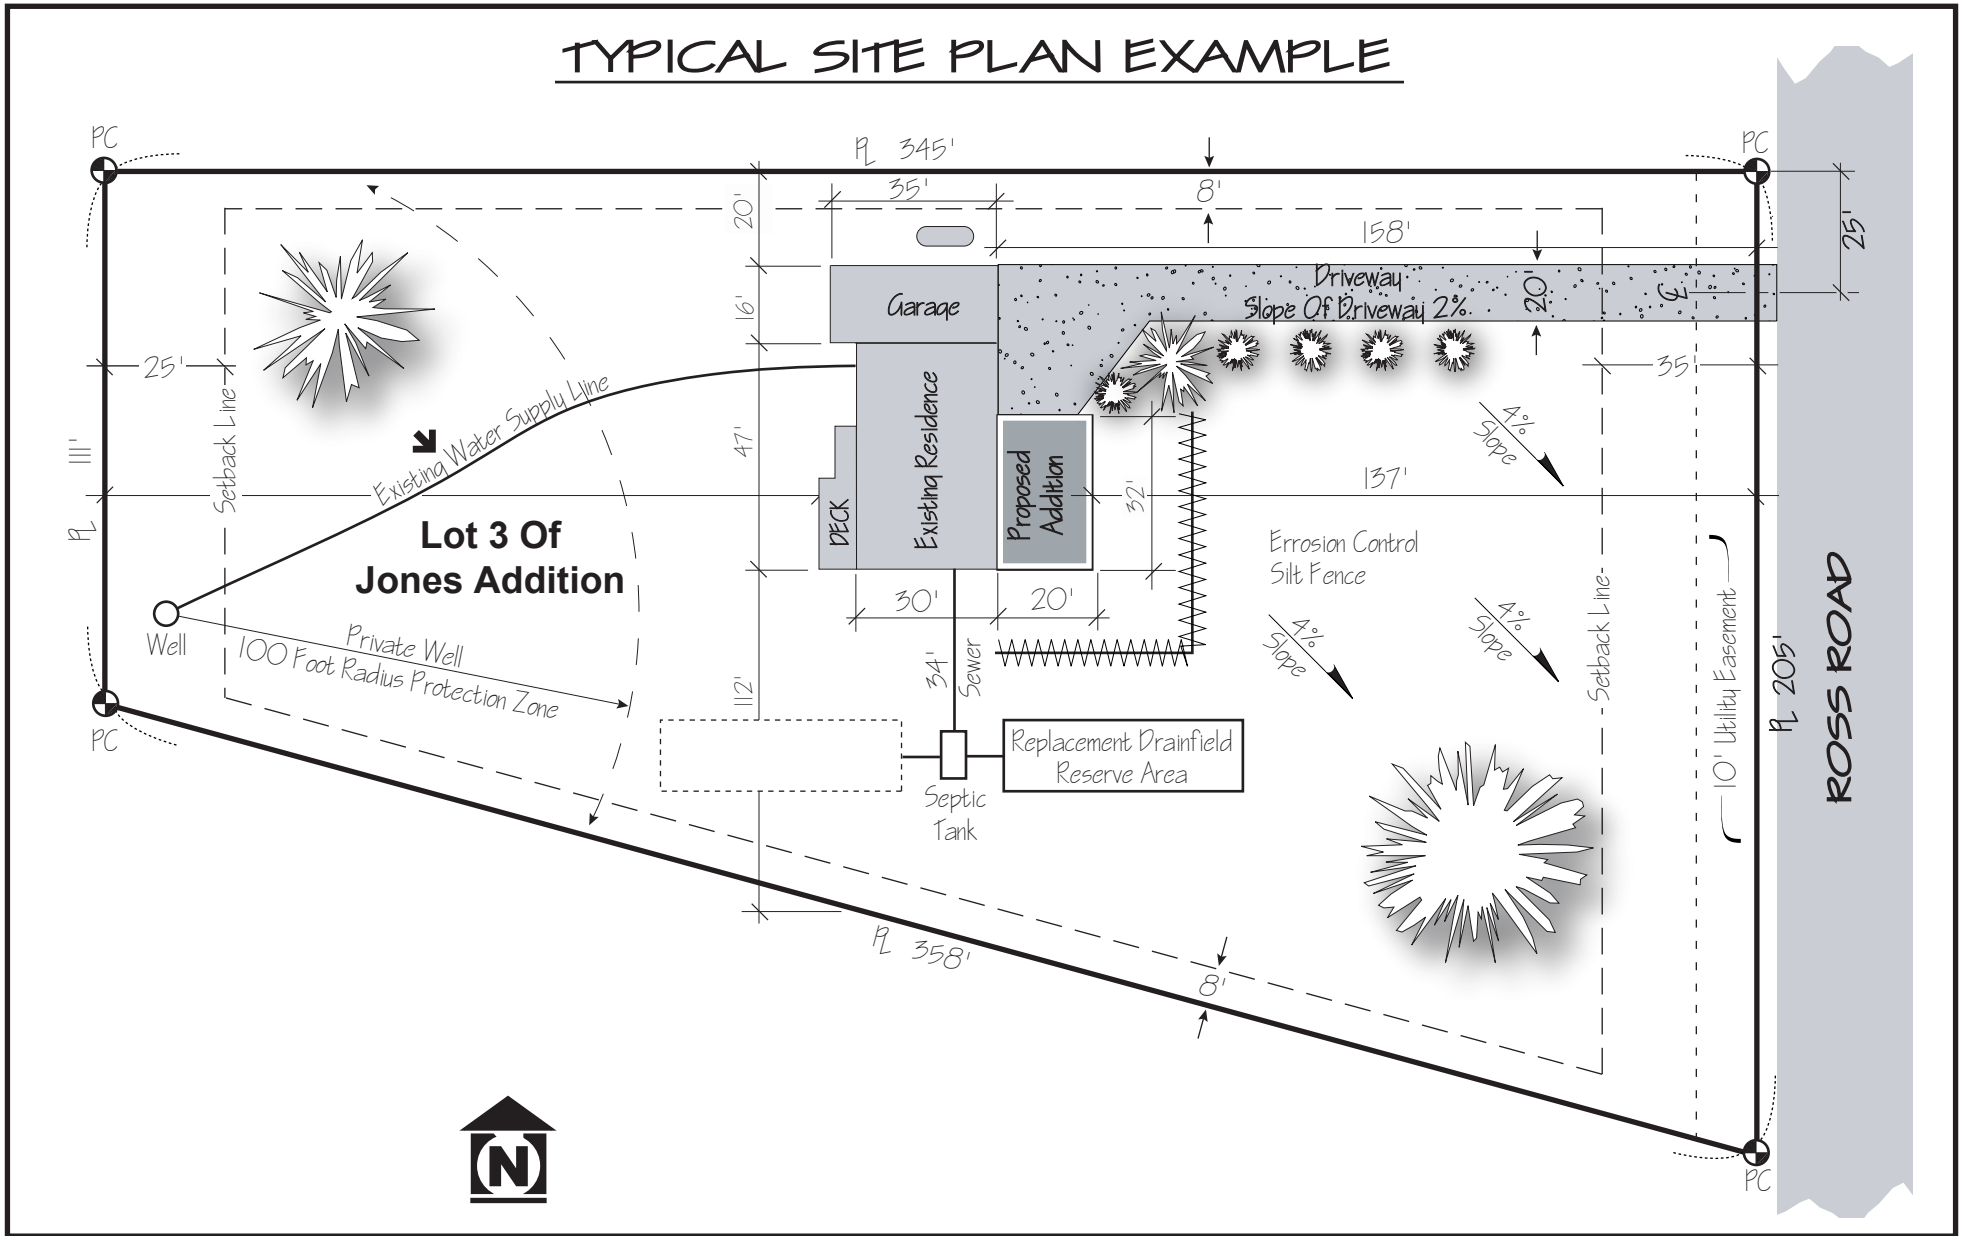 TYPICAL SITE PLAN EXAMPLE
PC
PL 345'
PC
35'
8'
20'
158'
25'
Driveway
Slope Of Driveway 2%
20'
CL
Garage
16'
25'
35'
Setback Line
Existing Water Supply Lline
47'
Existing Residence
DECK
Proposed
Addition
32'
4%
Slope
137'
111'
PL
Lot 3 Of
Jones Addition
Errosion Control
Silt Fence
Well
Private Well
100 Foot Radius Protection Zone
30'
20'
4%
Slope
4%
Slope
Setback Line
10' Utility Easement
PL 205'
ROSS ROAD
34'
Sewer
112'
PC
Replacement Drainfield
Reserve Area
Septic
Tank
PL 358'
8'
PC
N